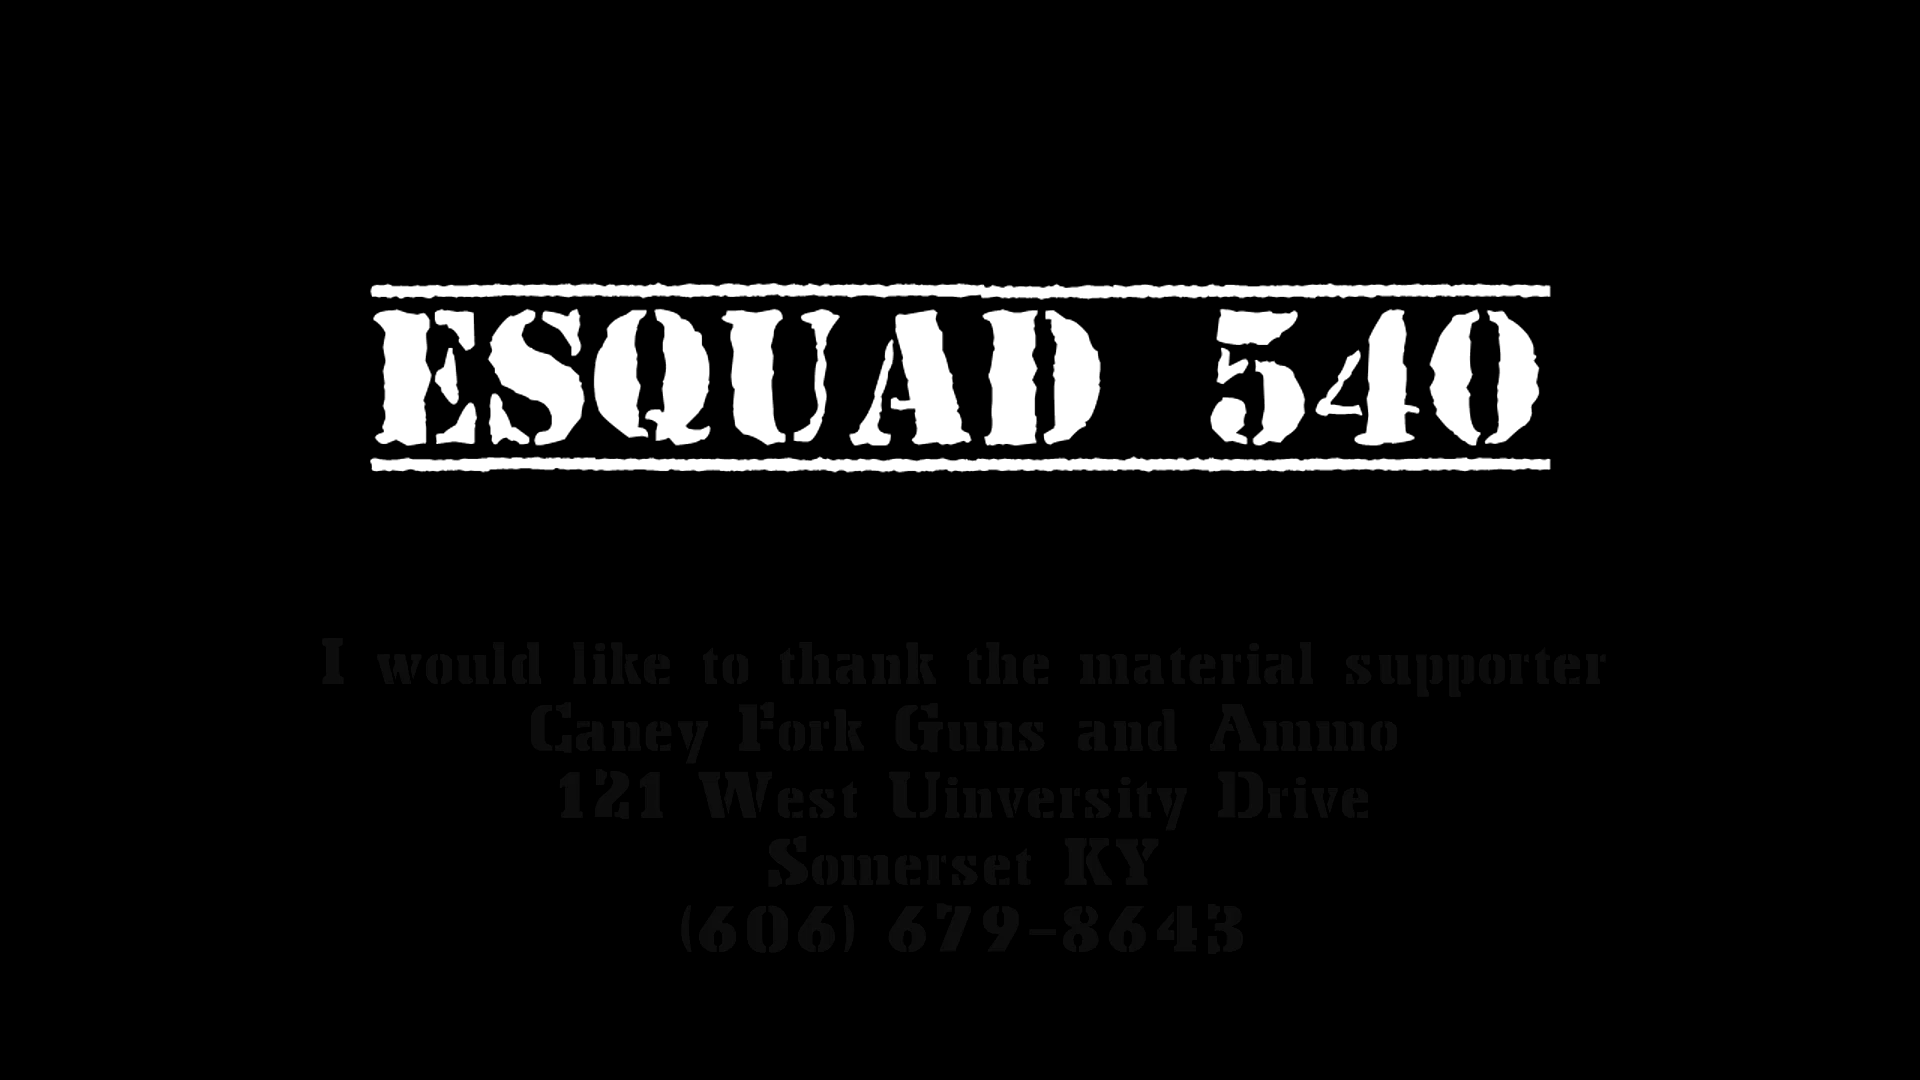 ESQUAD 540
I would like to thank the material supporter
Caney Fork Guns and Ammo
121 West Uinversity Drive
Somerset KY
(606) 679-8643